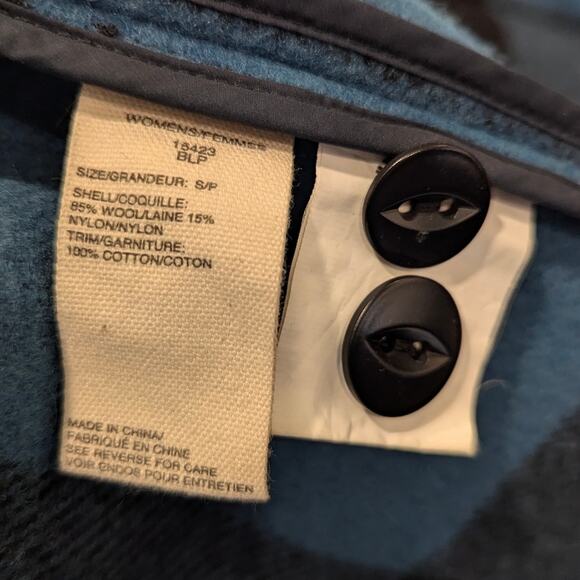 WOMENS/FEMMES
15423
BLP
SIZE/GRANDEUR: S/P
SHELL/COQUILLE:
85% WOOL/LAINE 15%
NYLON/NYLON
TRIM/GARNITURE:
100% COTTON/COTON
MADE IN CHINA/
FABRIQUÉ EN CHINE
SEE REVERSE FOR CARE
VOIR ENDOS POUR ENTRETIEN